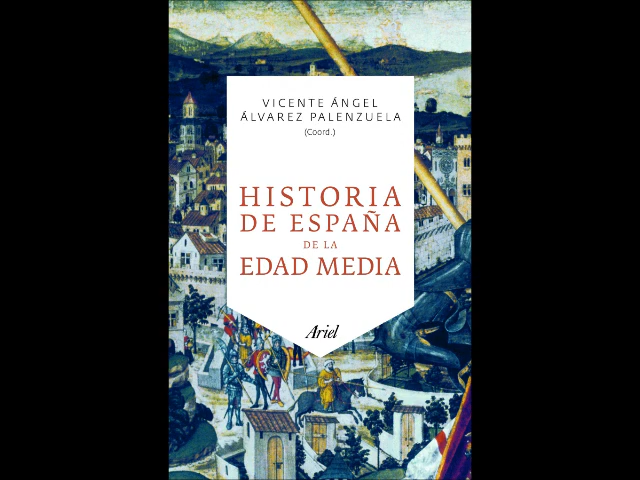 VICENTE ÁNGEL
ÁLVAREZ PALENZUELA
(Coord.)
HISTORIA
DE ESPAÑA
DE LA
EDAD MEDIA
Ariel